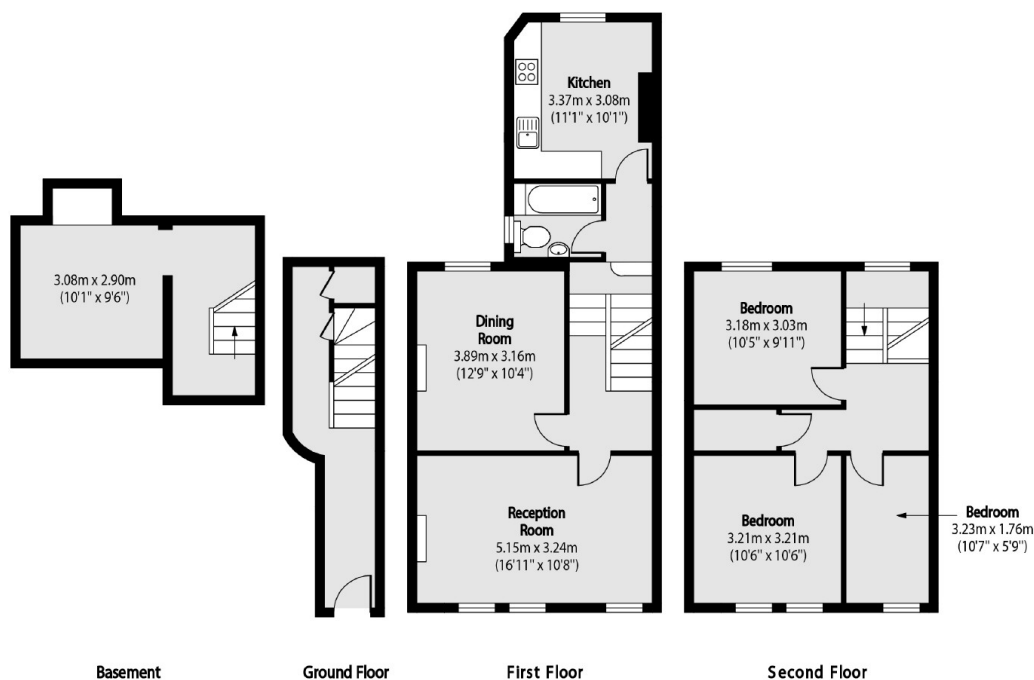 Kitchen
3.37m x 3.08m
(11'1" x 10'1")
3.08m x 2.90m
(10'1" x 9'6")
Dining
Room
3.89m x 3.16m
(12'9" x 10'4")
Bedroom
3.18m x 3.03m
(10'5" x 9'11")
Reception
Room
5.15m x 3.24m
(16'11" x 10'8")
Bedroom
3.21m x 3.21m
(10'6" x 10'6")
Bedroom
3.23m x 1.76m
(10'7" x 5'9")
Basement
Ground Floor
First Floor
Second Floor